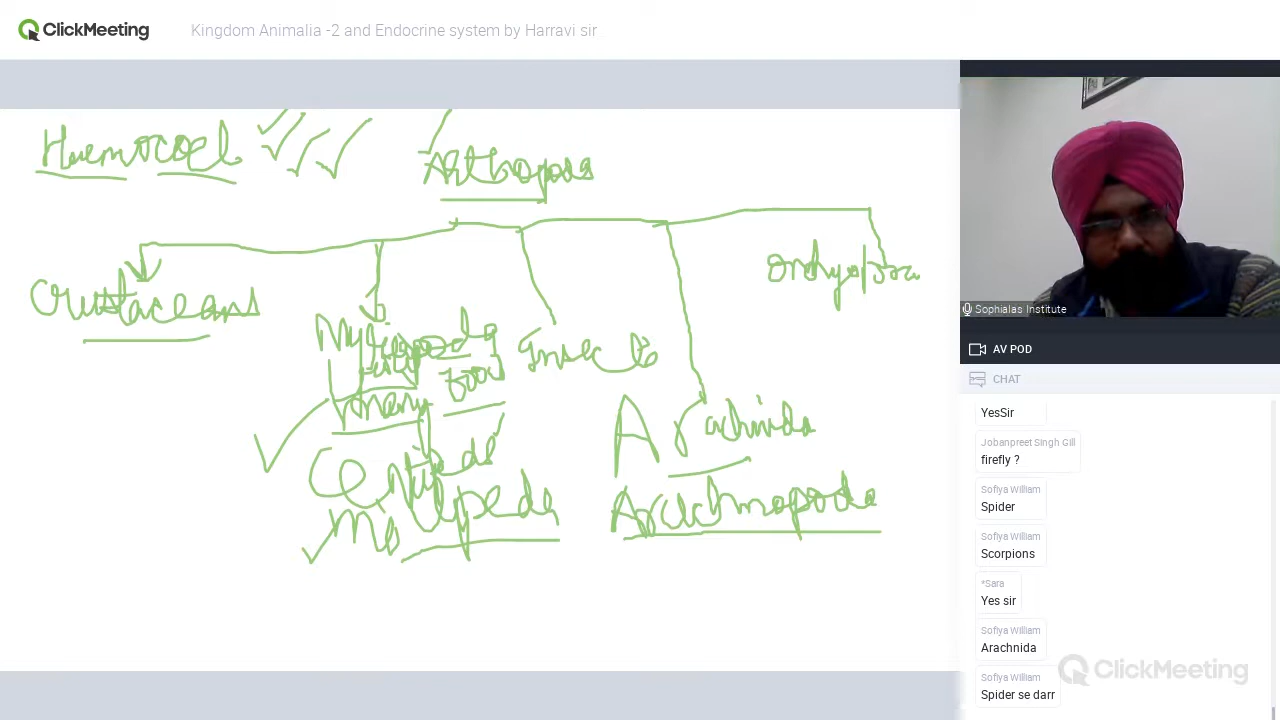 ClickMeeting
Kingdom Animalia -2 and Endocrine system by Harravi sir
Haemocoel
Arthropoda
Crustaceans
Insects
many
foot
Arachnida
Arachnopoda
Centipede
Sophialas Institute
AV POD
CHAT
YesSir
Jobanpreet Singh Gill
firefly ?
Sofiya William
Spider
Sofiya William
Scorpions
*Sara
Yes sir
Sofiya William
Arachnida
Sofiya William
Spider se darr
ClickMeeting